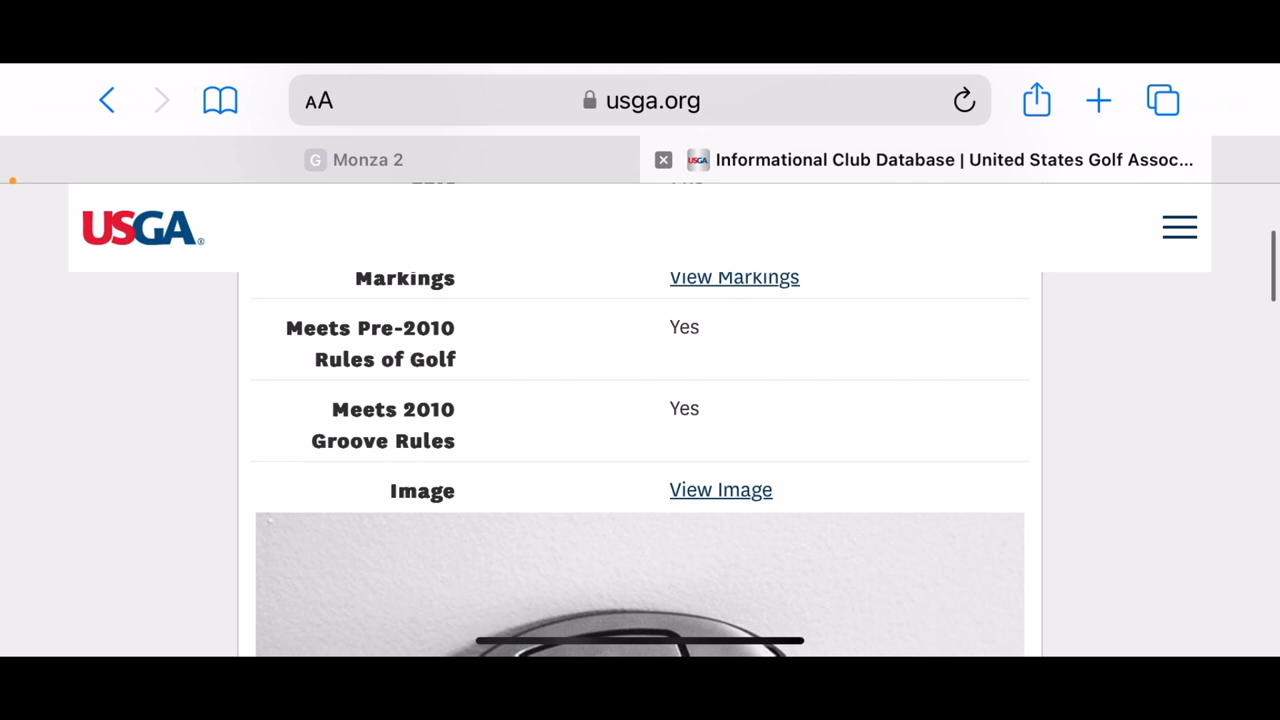 AA
usga.org
G Monza 2
USGA Informational Club Database | United States Golf Assoc...
USGA®
Markings View Markings
Meets Pre-2010 Yes
Rules of Golf
Meets 2010 Yes
Groove Rules
Image View Image